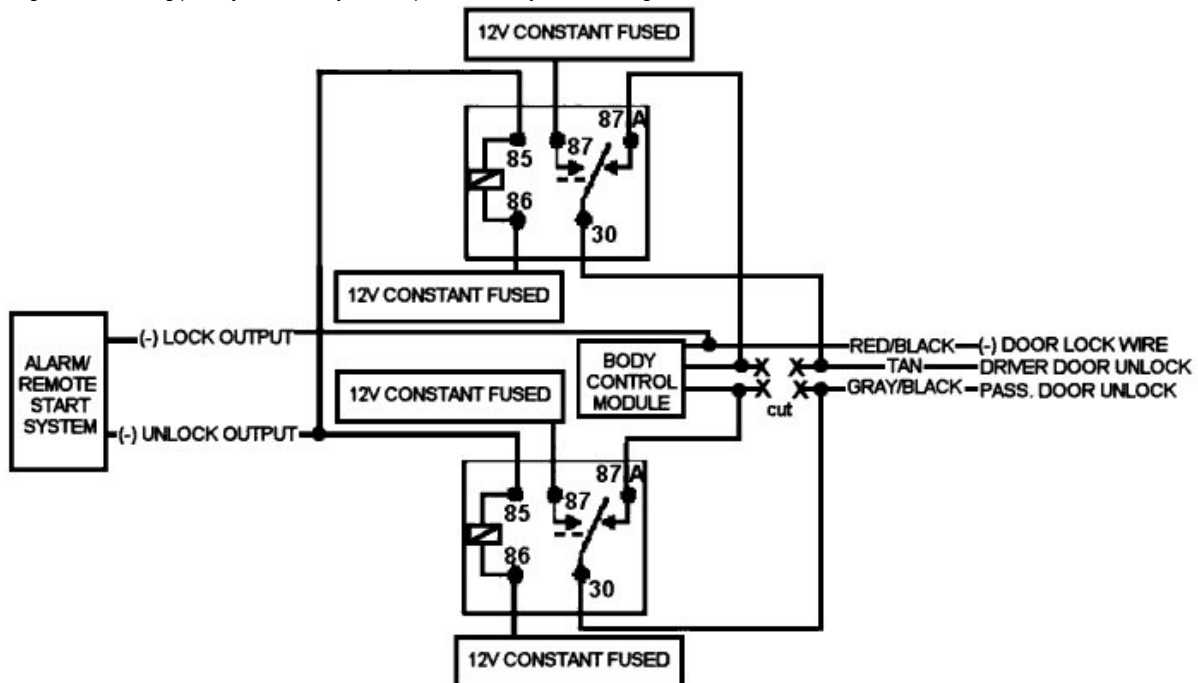 12V CONSTANT FUSED
87 A
87
85
86
30
12V CONSTANT FUSED
ALARM/
REMOTE
START
SYSTEM
(-) LOCK OUTPUT
(-) UNLOCK OUTPUT
12V CONSTANT FUSED
BODY
CONTROL
MODULE
X X
X X
cut
RED/BLACK
(-) DOOR LOCK WIRE
TAN
DRIVER DOOR UNLOCK
GRAY/BLACK
PASS. DOOR UNLOCK
87 A
87
85
86
30
12V CONSTANT FUSED